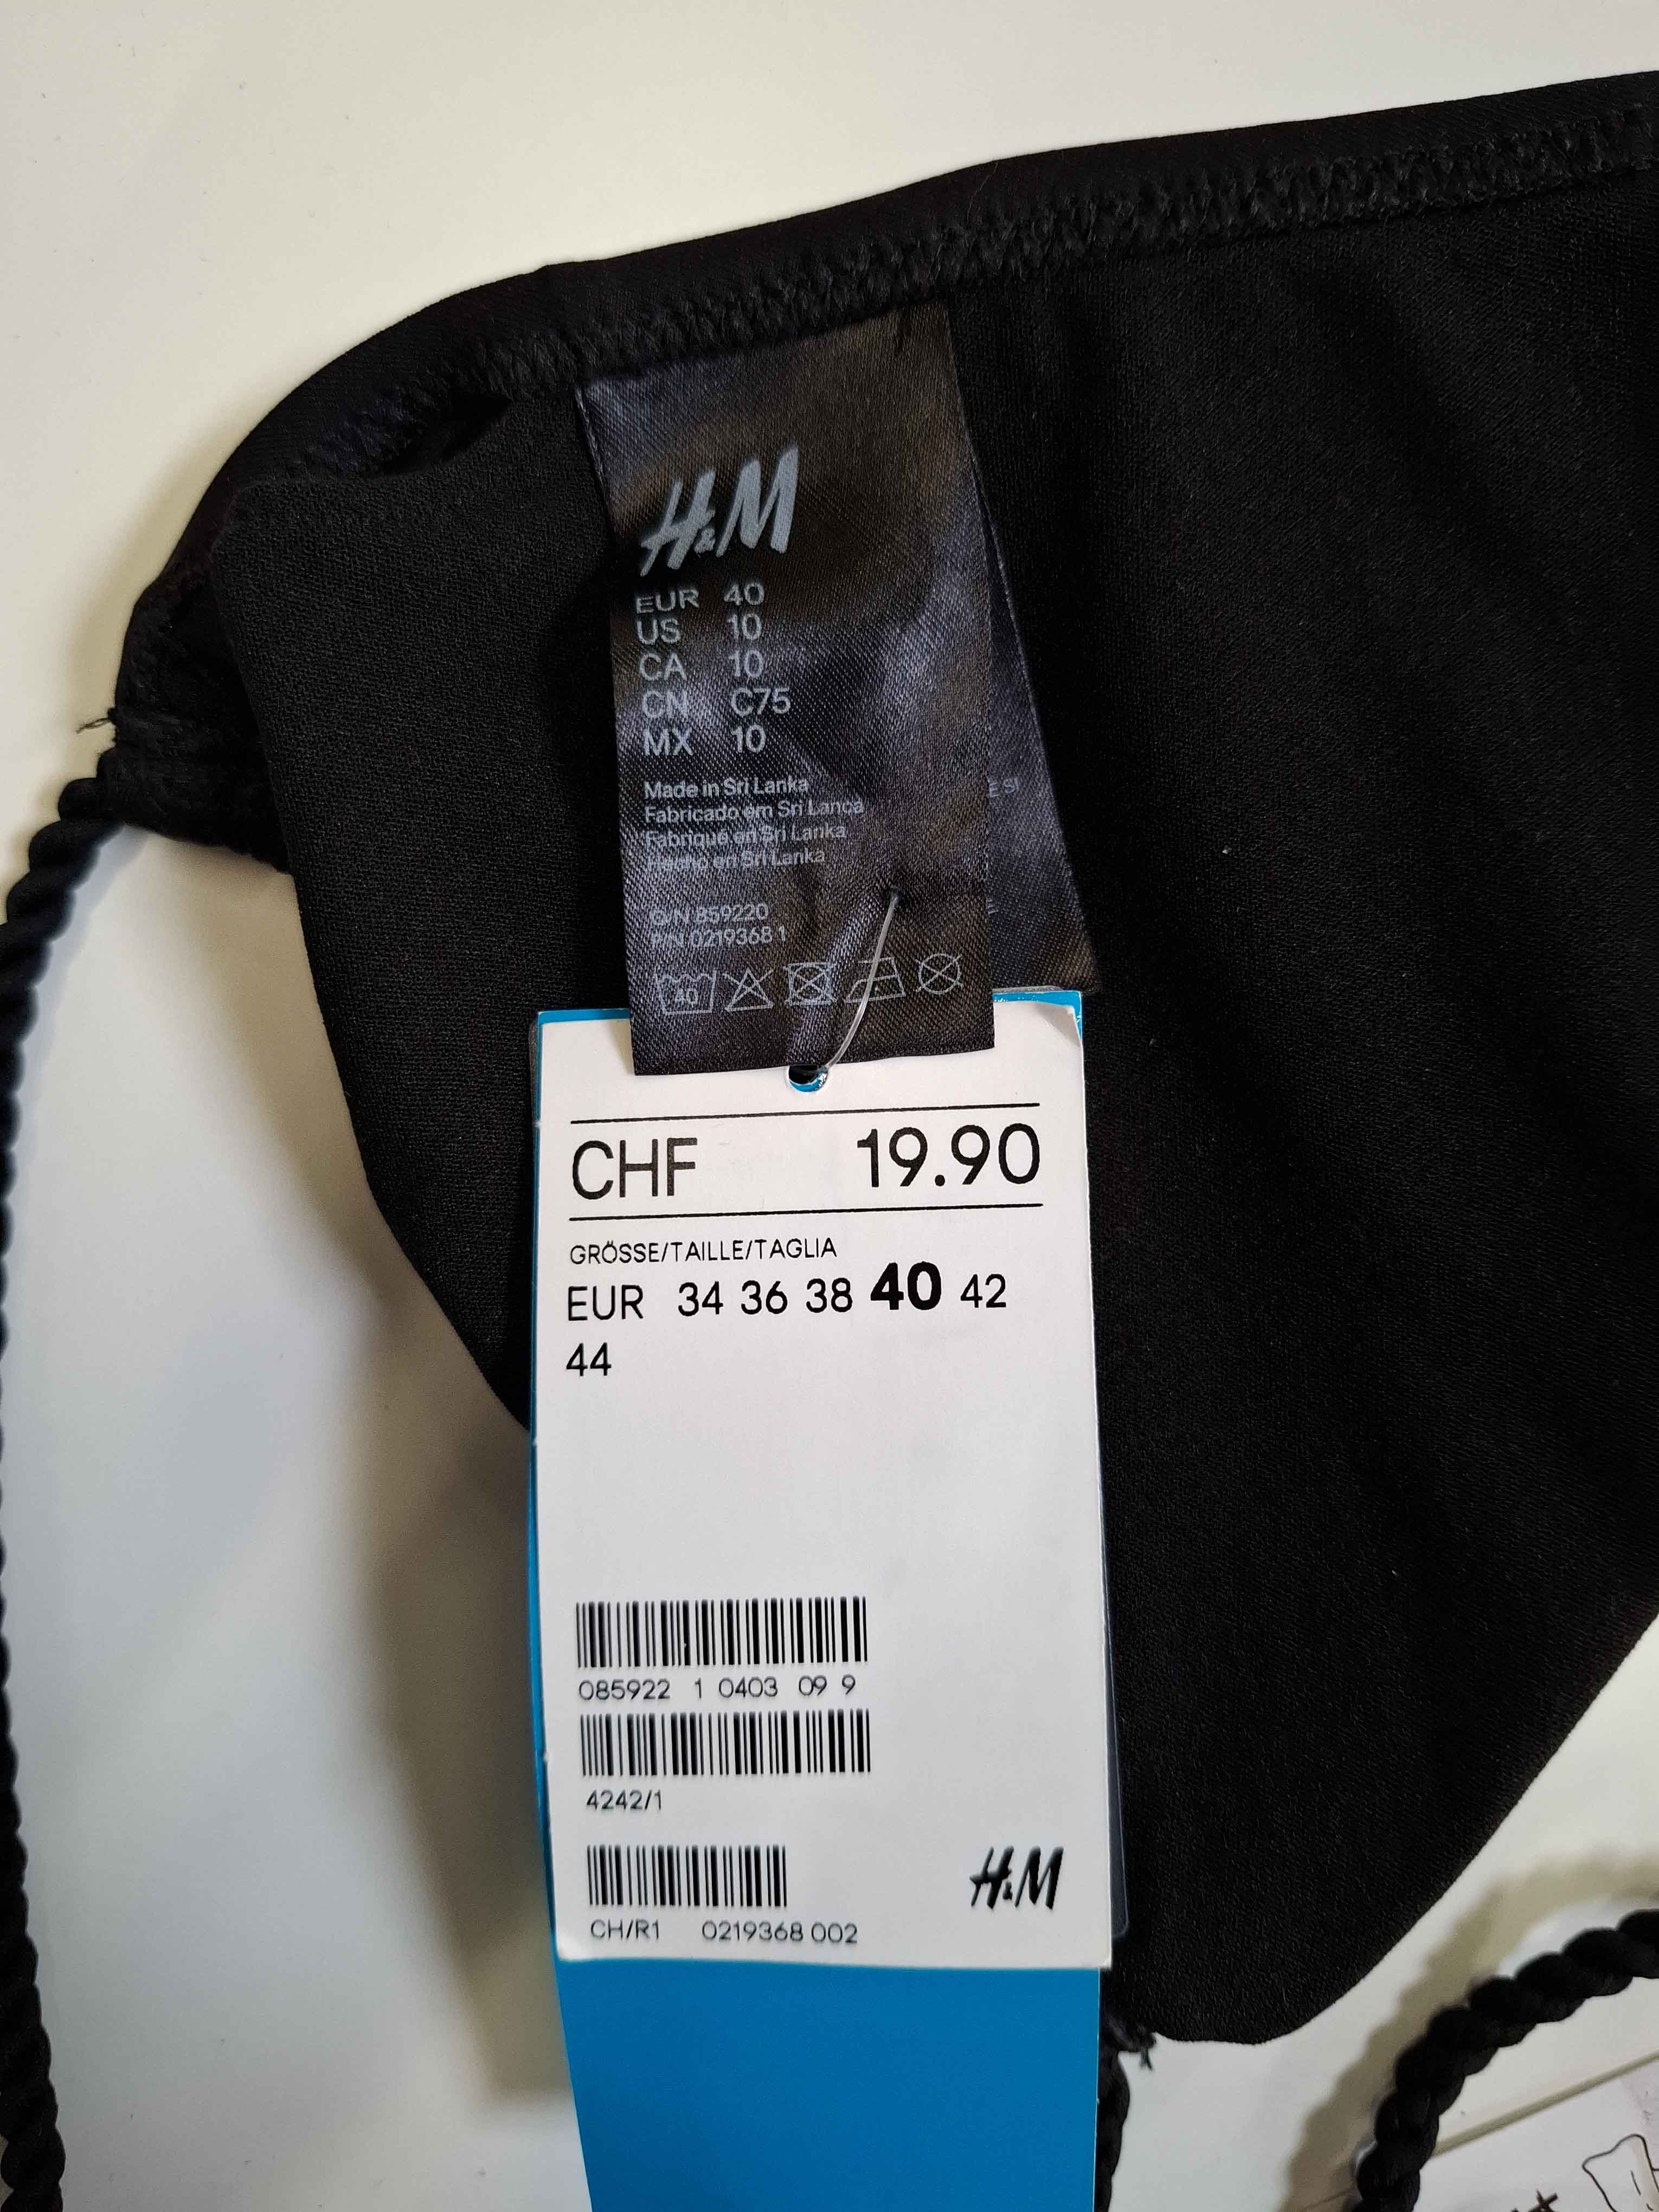 H&M
EUR 40
US 10
CA 10
CN C75
MX 10
Made in Sri Lanka
Fabricado em Sri Lanca
Fabriqué en Sri Lanka
Hecho en Sri Lanka
O/N 859220
P/N 0219368 1
40
CHF 19.90
GRÖSSE/TAILLE/TAGLIA
EUR 34 36 38 40 42
44
085922 1 0403 09 9
4242/1
CH/R1 0219368 002
H&M